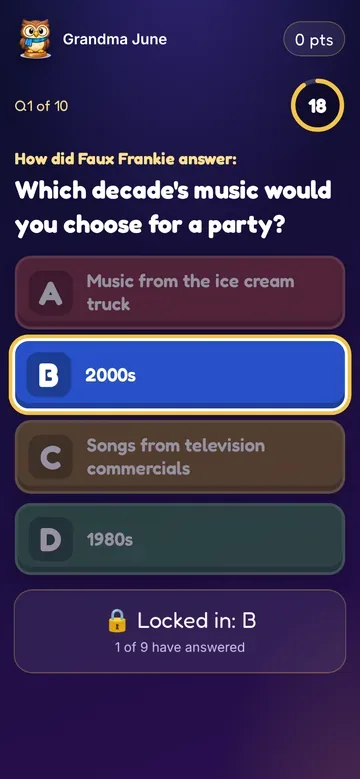 Grandma June
0 pts
Q1 of 10
18
How did Faux Frankie answer:
Which decade's music would
you choose for a party?
A
Music from the ice cream
truck
B
2000s
C
Songs from television
commercials
D
1980s
🔒 Locked in: B
1 of 9 have answered